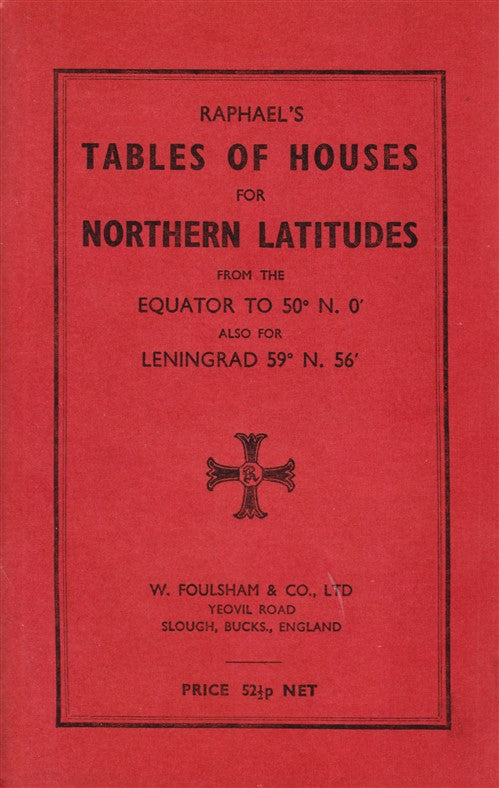 RAPHAEL'S
TABLES OF HOUSES
FOR
NORTHERN LATITUDES
FROM THE
EQUATOR TO 50° N. 0'
ALSO FOR
LENINGRAD 59° N. 56'
R
W. FOULSHAM & CO., LTD
YEOVIL ROAD
SLOUGH, BUCKS., ENGLAND
PRICE 52½p NET